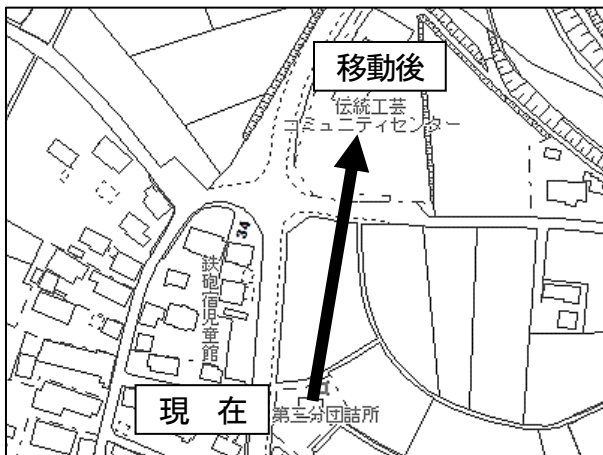 移動後
伝統工芸
コミュニティセンター
34
鉄砲宿児童館
現 在
第三分団詰所